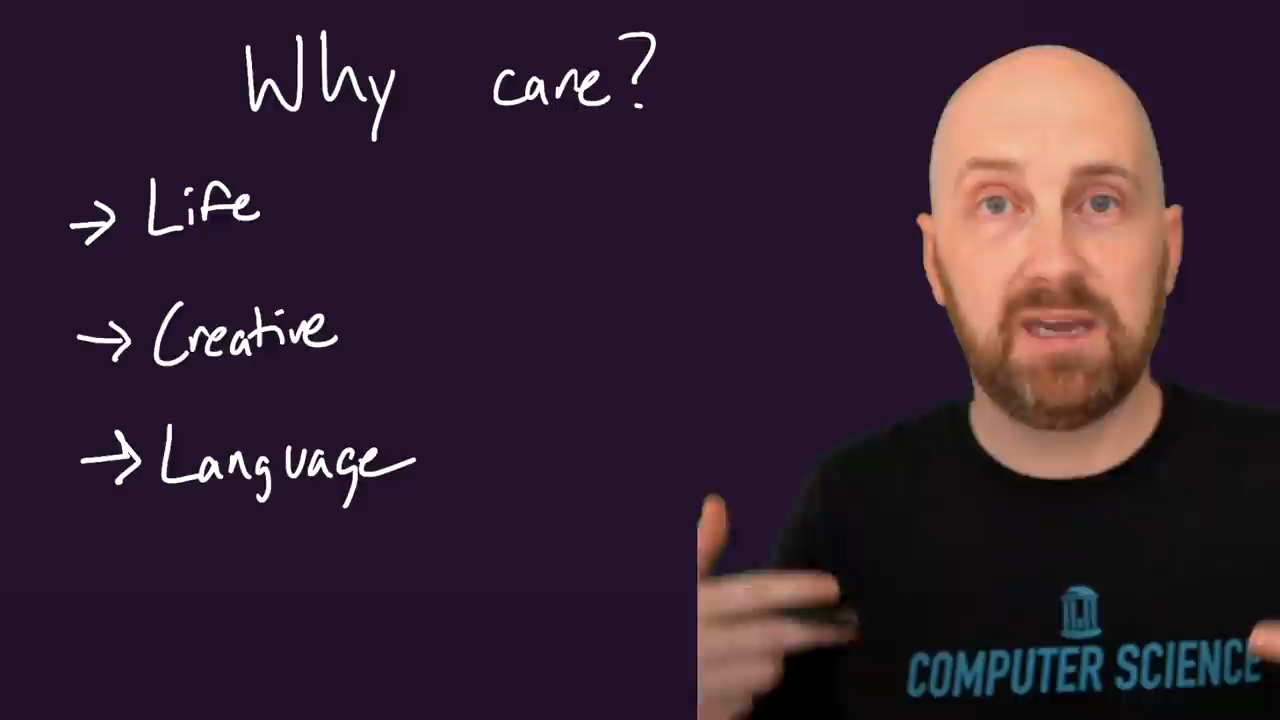 Why care?
→ Life
→ Creative
→ Language
COMPUTER SCIENCE